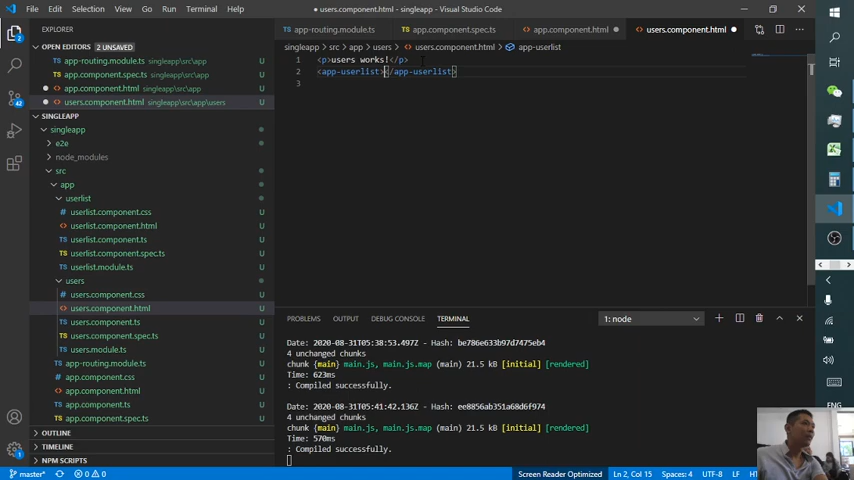 File Edit Selection View Go Run Terminal Help
● users.component.html - singleapp - Visual Studio Code
EXPLORER
OPEN EDITORS 2 UNSAVED
app-routing.module.ts singleapp\src\app
app.component.spec.ts singleapp\src\app
app.component.html singleapp\src\app
users.component.html singleapp\src\app\users
SINGLEAPP
singleapp
e2e
node_modules
src
app
userlist
userlist.component.css U
userlist.component.html U
userlist.component.ts U
userlist.component.spec.ts U
userlist.module.ts U
users
users.component.css U
users.component.html U
users.component.ts U
users.component.spec.ts U
users.module.ts U
app-routing.module.ts U
app.component.css U
app.component.html U
app.component.ts U
app.component.spec.ts U
OUTLINE
TIMELINE
NPM SCRIPTS
app-routing.module.ts app.component.spec.ts app.component.html users.component.html
singleapp > src > app > users > users.component.html > app-userlist
1 <p>users works!</p>
2 <app-userlist></app-userlist>
3
PROBLEMS OUTPUT DEBUG CONSOLE TERMINAL 1: node
Date: 2020-08-31T05:38:53.497Z - Hash: be786e633b97d7475eb4
4 unchanged chunks
chunk {main} main.js, main.js.map (main) 21.5 kB [initial] [rendered]
Time: 623ms
: Compiled successfully.
Date: 2020-08-31T05:41:42.136Z - Hash: ee8856ab351a68d6f974
4 unchanged chunks
chunk {main} main.js, main.js.map (main) 21.5 kB [initial] [rendered]
Time: 570ms
: Compiled successfully.
master* 0 0 Screen Reader Optimized Ln 2, Col 15 Spaces: 4 UTF-8 LF
2
42
1
ENG